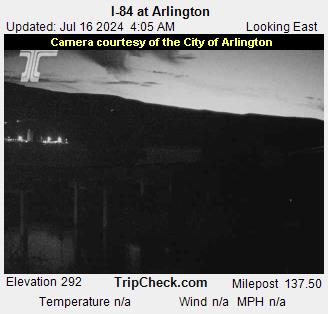 I-84 at Arlington
Updated: Jul 16 2024 4:05 AM Looking East
Camera courtesy of the City of Arlington
Elevation 292 TripCheck.com Milepost 137.50
Temperature n/a Wind n/a MPH n/a